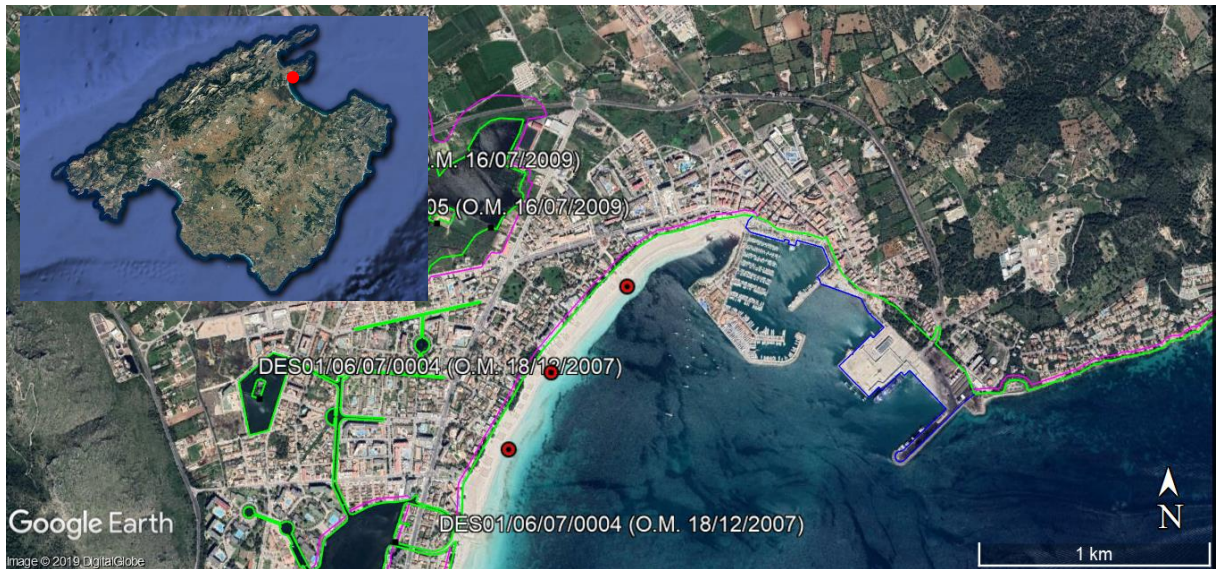 O.M. 16/07/2009)
05 (O.M. 16/07/2009)
DES01/06/07/0004 (O.M. 18/12/2007)
DES01/06/07/0004 (O.M. 18/12/2007)
N
Google Earth
1 km
Image © 2019 DigitalGlobe